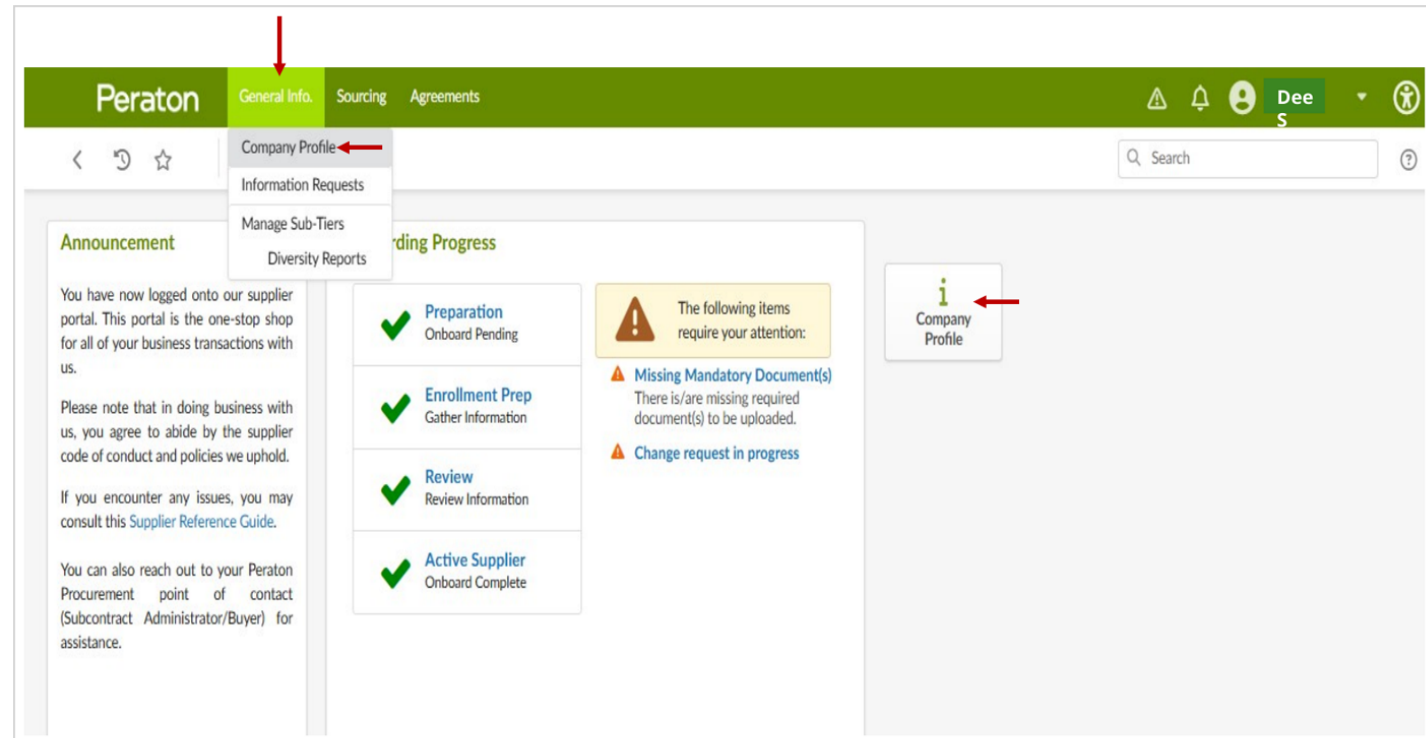 Peraton
General Info.
Sourcing
Agreements
Dee
S
Company Profile
Information Requests
Manage Sub-Tiers
Diversity Reports
Search
Announcement
You have now logged onto our supplier
portal. This portal is the one-stop shop
for all of your business transactions with
us.
Please note that in doing business with
us, you agree to abide by the supplier
code of conduct and policies we uphold.
If you encounter any issues, you may
consult this Supplier Reference Guide.
You can also reach out to your Peraton
Procurement point of contact
(Subcontract Administrator/Buyer) for
assistance.
rding Progress
Preparation
Onboard Pending
Enrollment Prep
Gather Information
Review
Review Information
Active Supplier
Onboard Complete
The following items
require your attention:
Missing Mandatory Document(s)
There is/are missing required
document(s) to be uploaded.
Change request in progress
Company
Profile